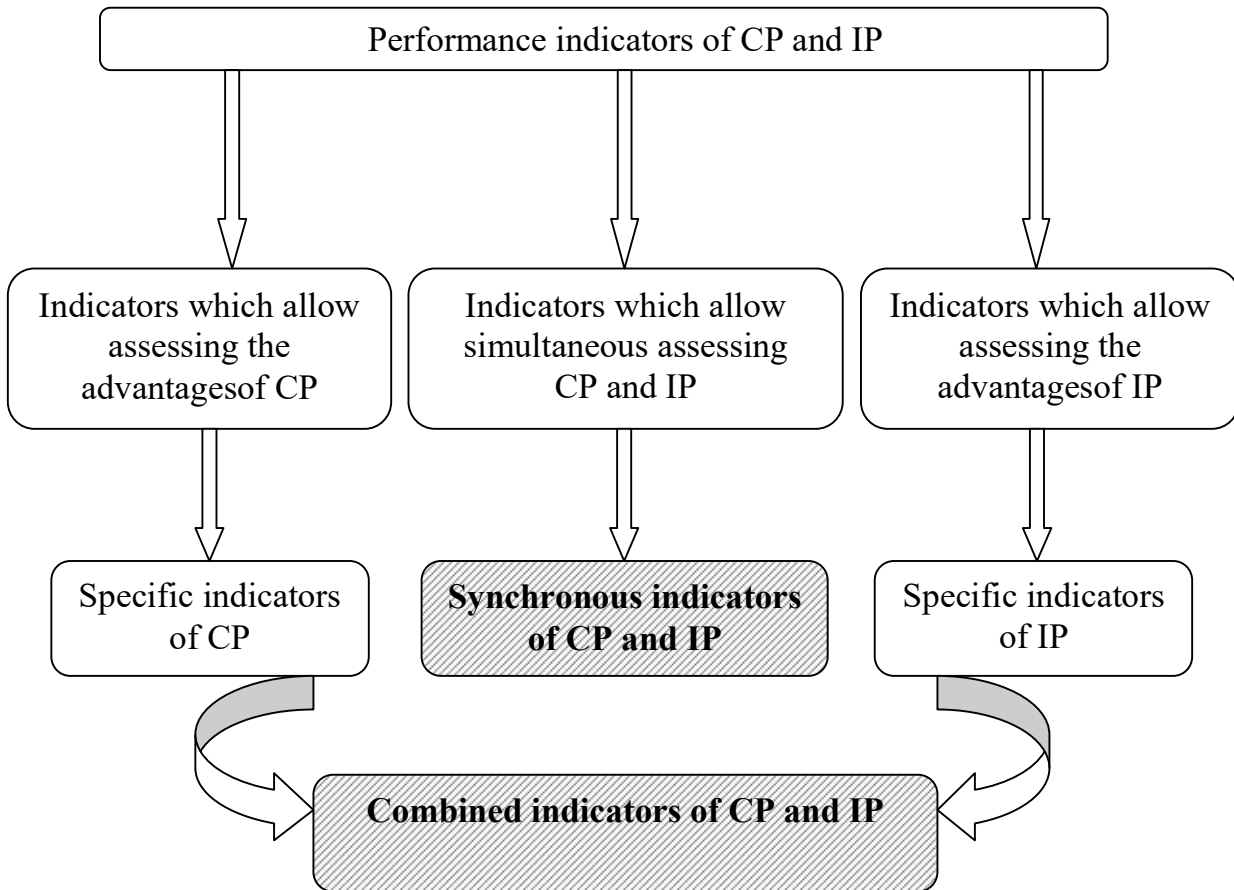 Performance indicators of CP and IP
Indicators which allow
assessing the
advantagesof CP
Indicators which allow
simultaneous assessing
CP and IP
Indicators which allow
assessing the
advantagesof IP
Specific indicators
of CP
Synchronous indicators
of CP and IP
Specific indicators
of IP
Combined indicators of CP and IP